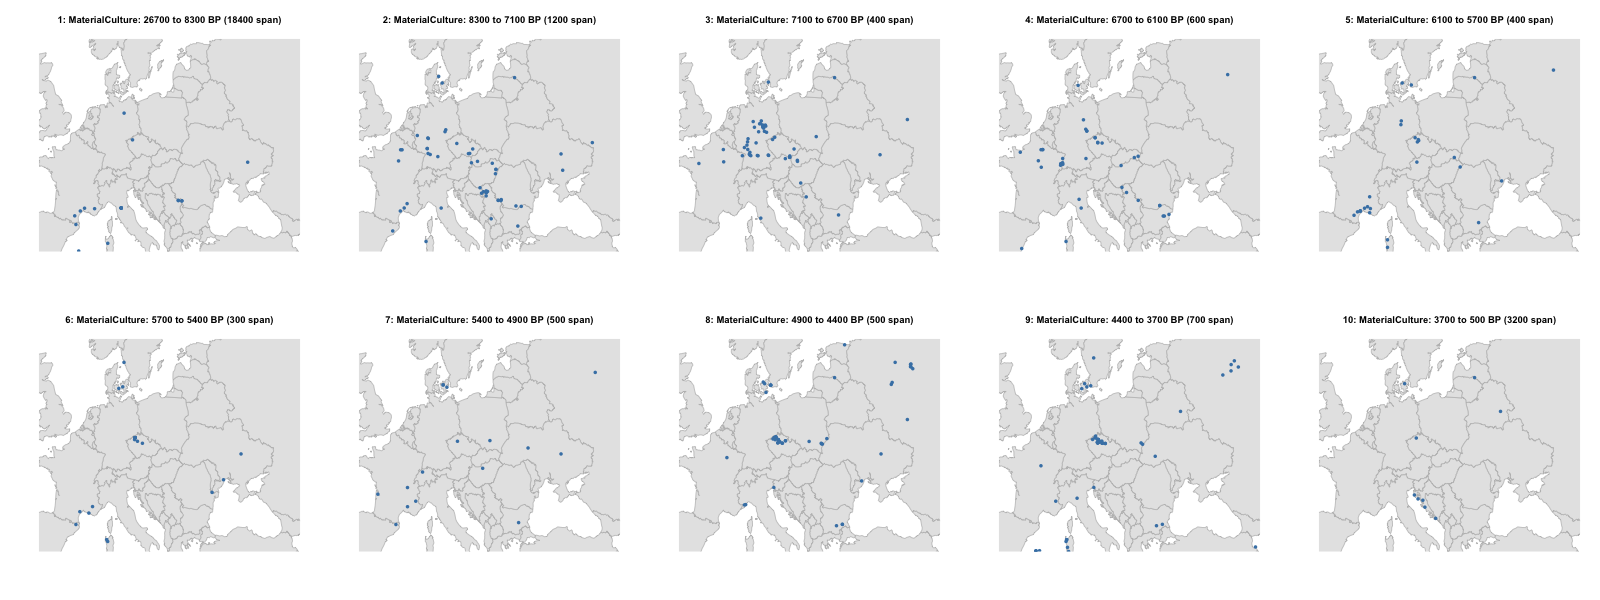 1: MaterialCulture: 26700 to 8300 BP (18400 span)
2: MaterialCulture: 8300 to 7100 BP (1200 span)
3: MaterialCulture: 7100 to 6700 BP (400 span)
4: MaterialCulture: 6700 to 6100 BP (600 span)
5: MaterialCulture: 6100 to 5700 BP (400 span)
6: MaterialCulture: 5700 to 5400 BP (300 span)
7: MaterialCulture: 5400 to 4900 BP (500 span)
8: MaterialCulture: 4900 to 4400 BP (500 span)
9: MaterialCulture: 4400 to 3700 BP (700 span)
10: MaterialCulture: 3700 to 500 BP (3200 span)